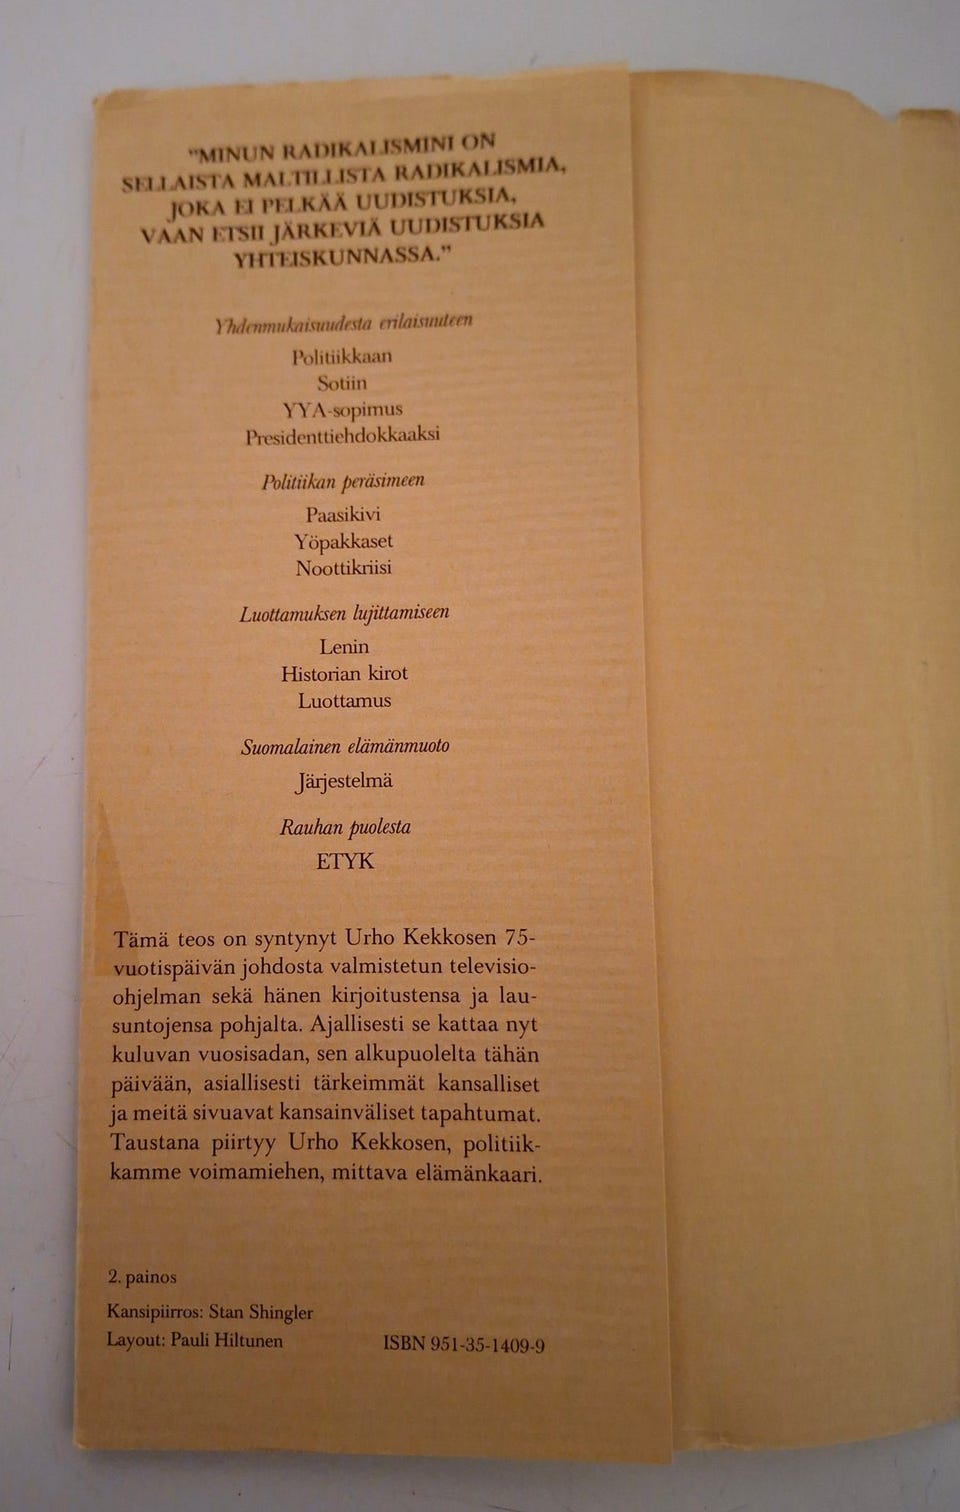 "MINUN RADIKALISMINI ON
SELLAISTA MALTILLISTA RADIKALISMIA,
JOKA EI PELKÄÄ UUDISTUKSIA,
VAAN ETSII JÄRKEVIÄ UUDISTUKSIA
YHTEISKUNNASSA."
Yhdenmukaisuudesta erilaisuuteen
Politiikkaan
Sotiin
YYA-sopimus
Presidenttiehdokkaaksi
Politiikan peräsimeen
Paasikivi
Yöpakkaset
Noottikriisi
Luottamuksen lujittamiseen
Lenin
Historian kirot
Luottamus
Suomalainen elämänmuoto
Järjestelmä
Rauhan puolesta
ETYK
Tämä teos on syntynyt Urho Kekkosen 75-
vuotispäivän johdosta valmistetun televisio-
ohjelman sekä hänen kirjoitustensa ja lau-
suntojensa pohjalta. Ajallisesti se kattaa nyt
kuluvan vuosisadan, sen alkupuolelta tähän
päivään, asiallisesti tärkeimmät kansalliset
ja meitä sivuavat kansainväliset tapahtumat.
Taustana piirtyy Urho Kekkosen, politiik-
kamme voimamiehen, mittava elämänkaari.
2. painos
Kansipiirros: Stan Shingler
Layout: Pauli Hiltunen ISBN 951-35-1409-9